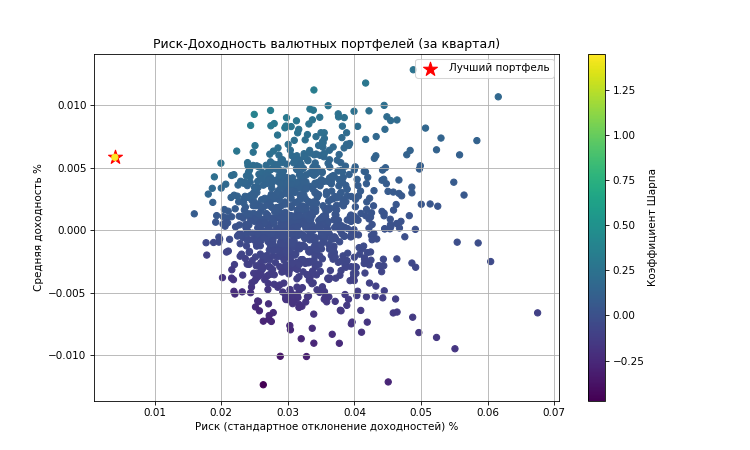 Риск-Доходность валютных портфелей (за квартал)
Лучший портфель
Средняя доходность %
0.010
0.005
0.000
−0.005
−0.010
0.01 0.02 0.03 0.04 0.05 0.06 0.07
Риск (стандартное отклонение доходностей) %
1.25
1.00
0.75
0.50
0.25
0.00
−0.25
Коэффициент Шарпа